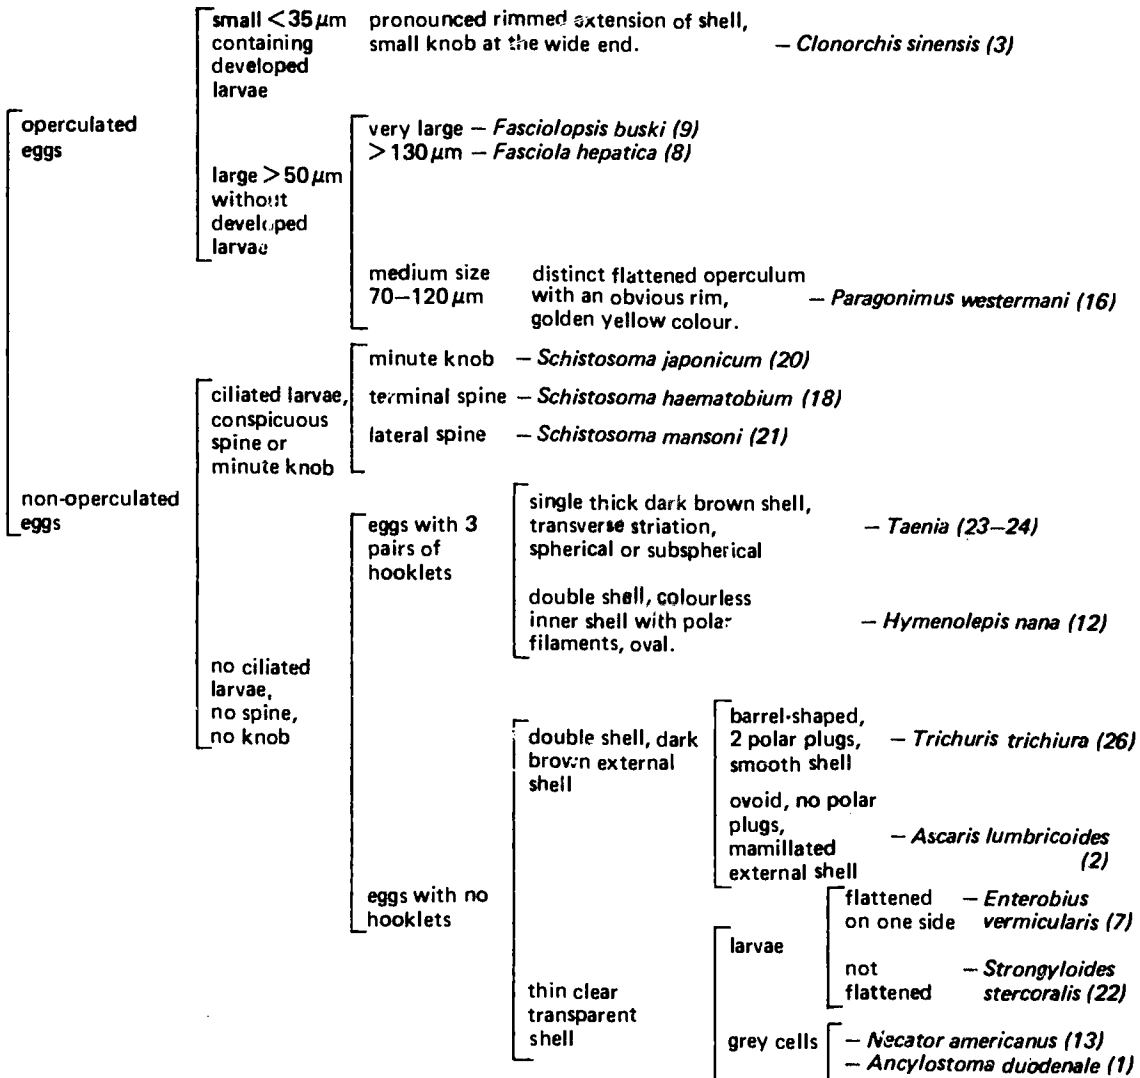 small <35 μm
containing
developed
larvae
pronounced rimmed extension of shell,
small knob at the wide end.
– Clonorchis sinensis (3)
operculated
eggs
large > 50 μm
without
developed
larvae
very large – Fasciolopsis buski (9)
> 130 μm – Fasciola hepatica (8)
medium size
70–120 μm
distinct flattened operculum
with an obvious rim,
golden yellow colour.
– Paragonimus westermani (16)
non-operculated
eggs
ciliated larvae,
conspicuous
spine or
minute knob
minute knob – Schistosoma japonicum (20)
terminal spine – Schistosoma haematobium (18)
lateral spine – Schistosoma mansoni (21)
no ciliated
larvae,
no spine,
no knob
eggs with 3
pairs of
hooklets
single thick dark brown shell,
transverse striation,
spherical or subspherical
– Taenia (23–24)
double shell, colourless
inner shell with polar
filaments, oval.
– Hymenolepis nana (12)
eggs with no
hooklets
double shell, dark
brown external
shell
barrel-shaped,
2 polar plugs,
smooth shell
– Trichuris trichiura (26)
ovoid, no polar
plugs,
mamillated
external shell
– Ascaris lumbricoides
(2)
thin clear
transparent
shell
larvae
flattened
on one side
– Enterobius
vermicularis (7)
not
flattened
– Strongyloides
stercoralis (22)
grey cells
– Necator americanus (13)
– Ancylostoma duodenale (1)